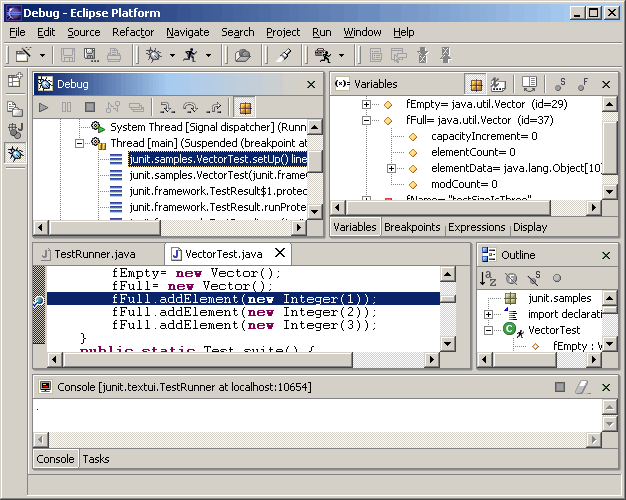 Debug - Eclipse Platform
File Edit Source Refactor Navigate Search Project Run Window Help
Debug
System Thread [Signal dispatcher] (Runn
Thread [main] (Suspended (breakpoint at
junit.samples.VectorTest.setUp() line
junit.samples.VectorTest(junit.frame
junit.framework.TestResult$1.protec
junit.framework.TestResult.runProte
(x)= Variables
fEmpty= java.util.Vector (id=29)
fFull= java.util.Vector (id=37)
capacityIncrement= 0
elementCount= 0
elementData= java.lang.Object[10]
modCount= 0
fName= "testSizeIsThree"
Variables Breakpoints Expressions Display
TestRunner.java
VectorTest.java
fEmpty= new Vector();
fFull= new Vector();
fFull.addElement(new Integer(1));
fFull.addElement(new Integer(2));
fFull.addElement(new Integer(3));
}
public static Test suite() {
Outline
junit.samples
import declarati
VectorTest
fEmpty : V
Console [junit.textui.TestRunner at localhost:10654]
.
Console Tasks